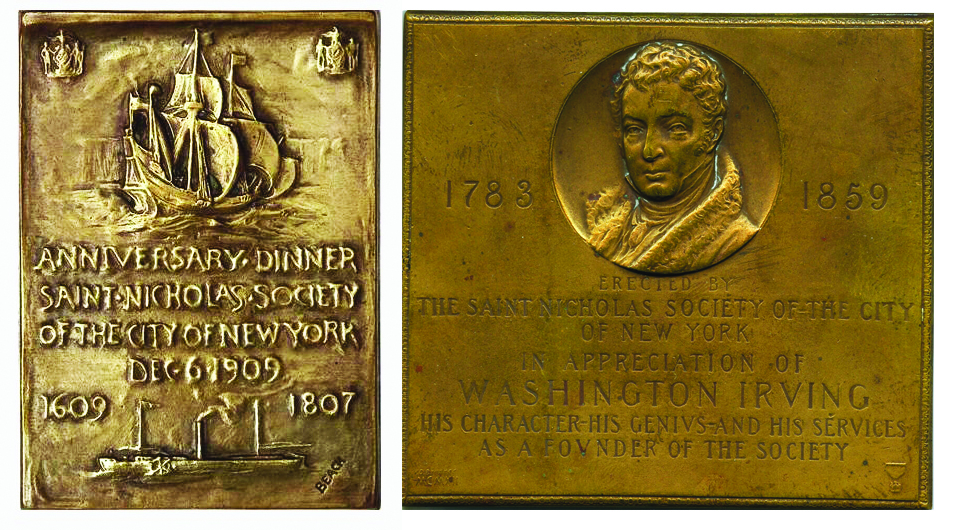 ANNIVERSARY·DINNER
SAINT·NICHOLAS·SOCIETY
OF·THE CITY OF NEW YORK
DEC·6·1909
1609 1807
BEACH
1783 1859
ERECTED BY
THE SAINT NICHOLAS SOCIETY OF-THE CITY
OF NEW YORK
IN APPRECIATION OF
WASHINGTON IRVING
HIS CHARACTER-HIS GENIVS-AND HIS SERVICES
AS A FOVNDER OF THE SOCIETY